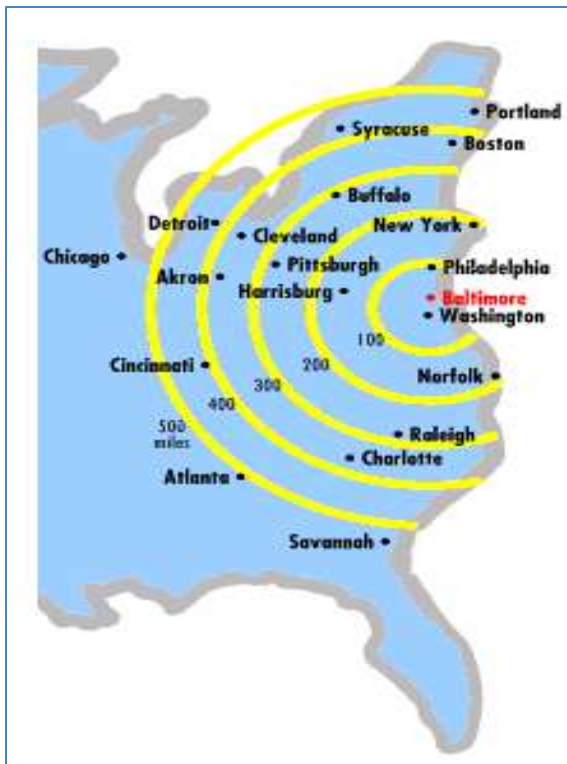 Portland
Syracuse
Boston
Buffalo
Detroit
New York
Cleveland
Chicago
Pittsburgh
Philadelphia
Akron
Harrisburg
Baltimore
Washington
100
Cincinnati
200
Norfolk
300
400
500
miles
Raleigh
Charlotte
Atlanta
Savannah